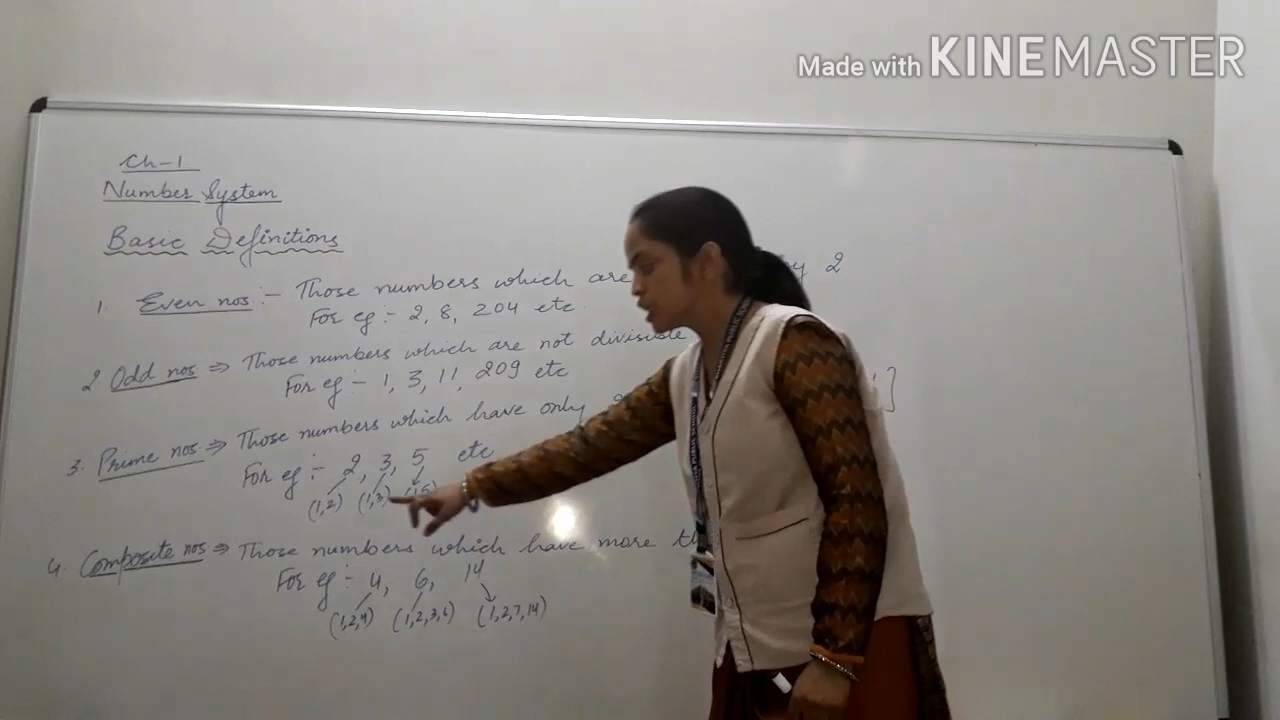 Made with KINEMASTER
Ch-1
Number System
Basic Definitions
1. Even nos :- Those numbers which are by 2
For eg :- 2, 8, 204 etc
2 Odd nos ⇒ Those numbers which are not divisible
For eg :- 1, 3, 11, 209 etc
3. Prime nos ⇒ Those numbers which have only
For eg :- 2, 3, 5 etc
(1,2) (1,3) (1,5)
4. Composite nos ⇒ Those numbers which have more
For eg :- 4, 6, 14
(1,2,4) (1,2,3,6) (1,2,7,14)
PUBLIC SCHOOL